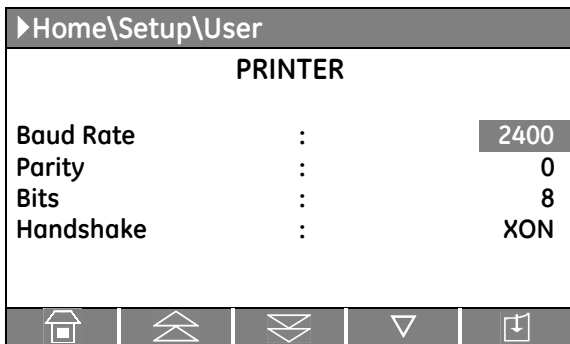 Home\Setup\User
PRINTER
Baud Rate : 2400
Parity : 0
Bits : 8
Handshake : XON